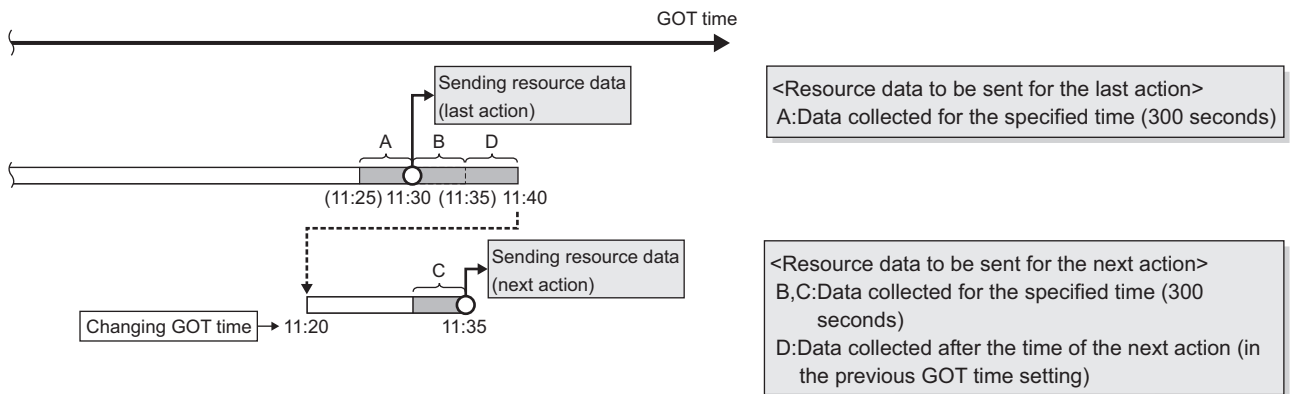 GOT time
Sending resource data
(last action)
<Resource data to be sent for the last action>
A:Data collected for the specified time (300 seconds)
A B D
(11:25) 11:30 (11:35) 11:40
Sending resource data
(next action)
C
Changing GOT time 11:20 11:35
<Resource data to be sent for the next action>
B,C:Data collected for the specified time (300
seconds)
D:Data collected after the time of the next action (in
the previous GOT time setting)